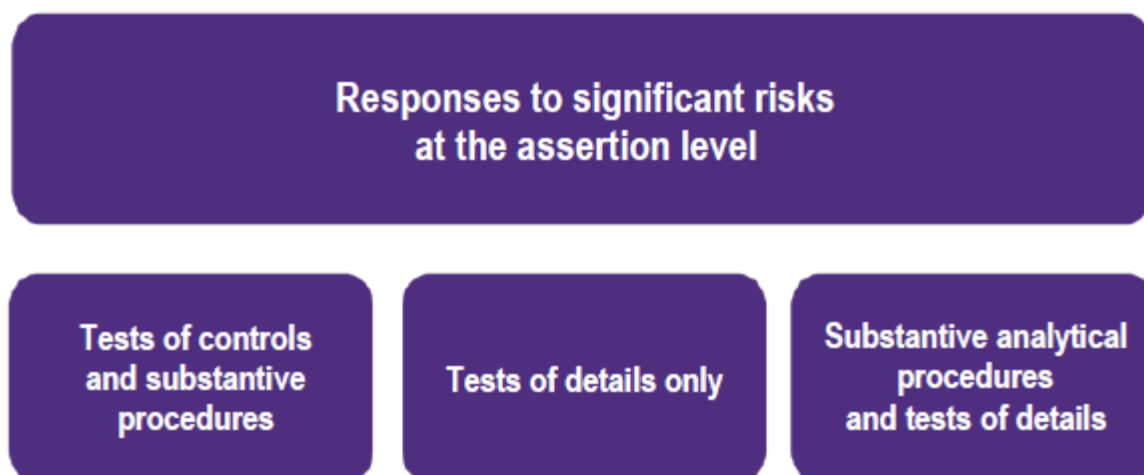 Responses to significant risks
at the assertion level
Tests of controls
and substantive
procedures
Tests of details only
Substantive analytical
procedures
and tests of details